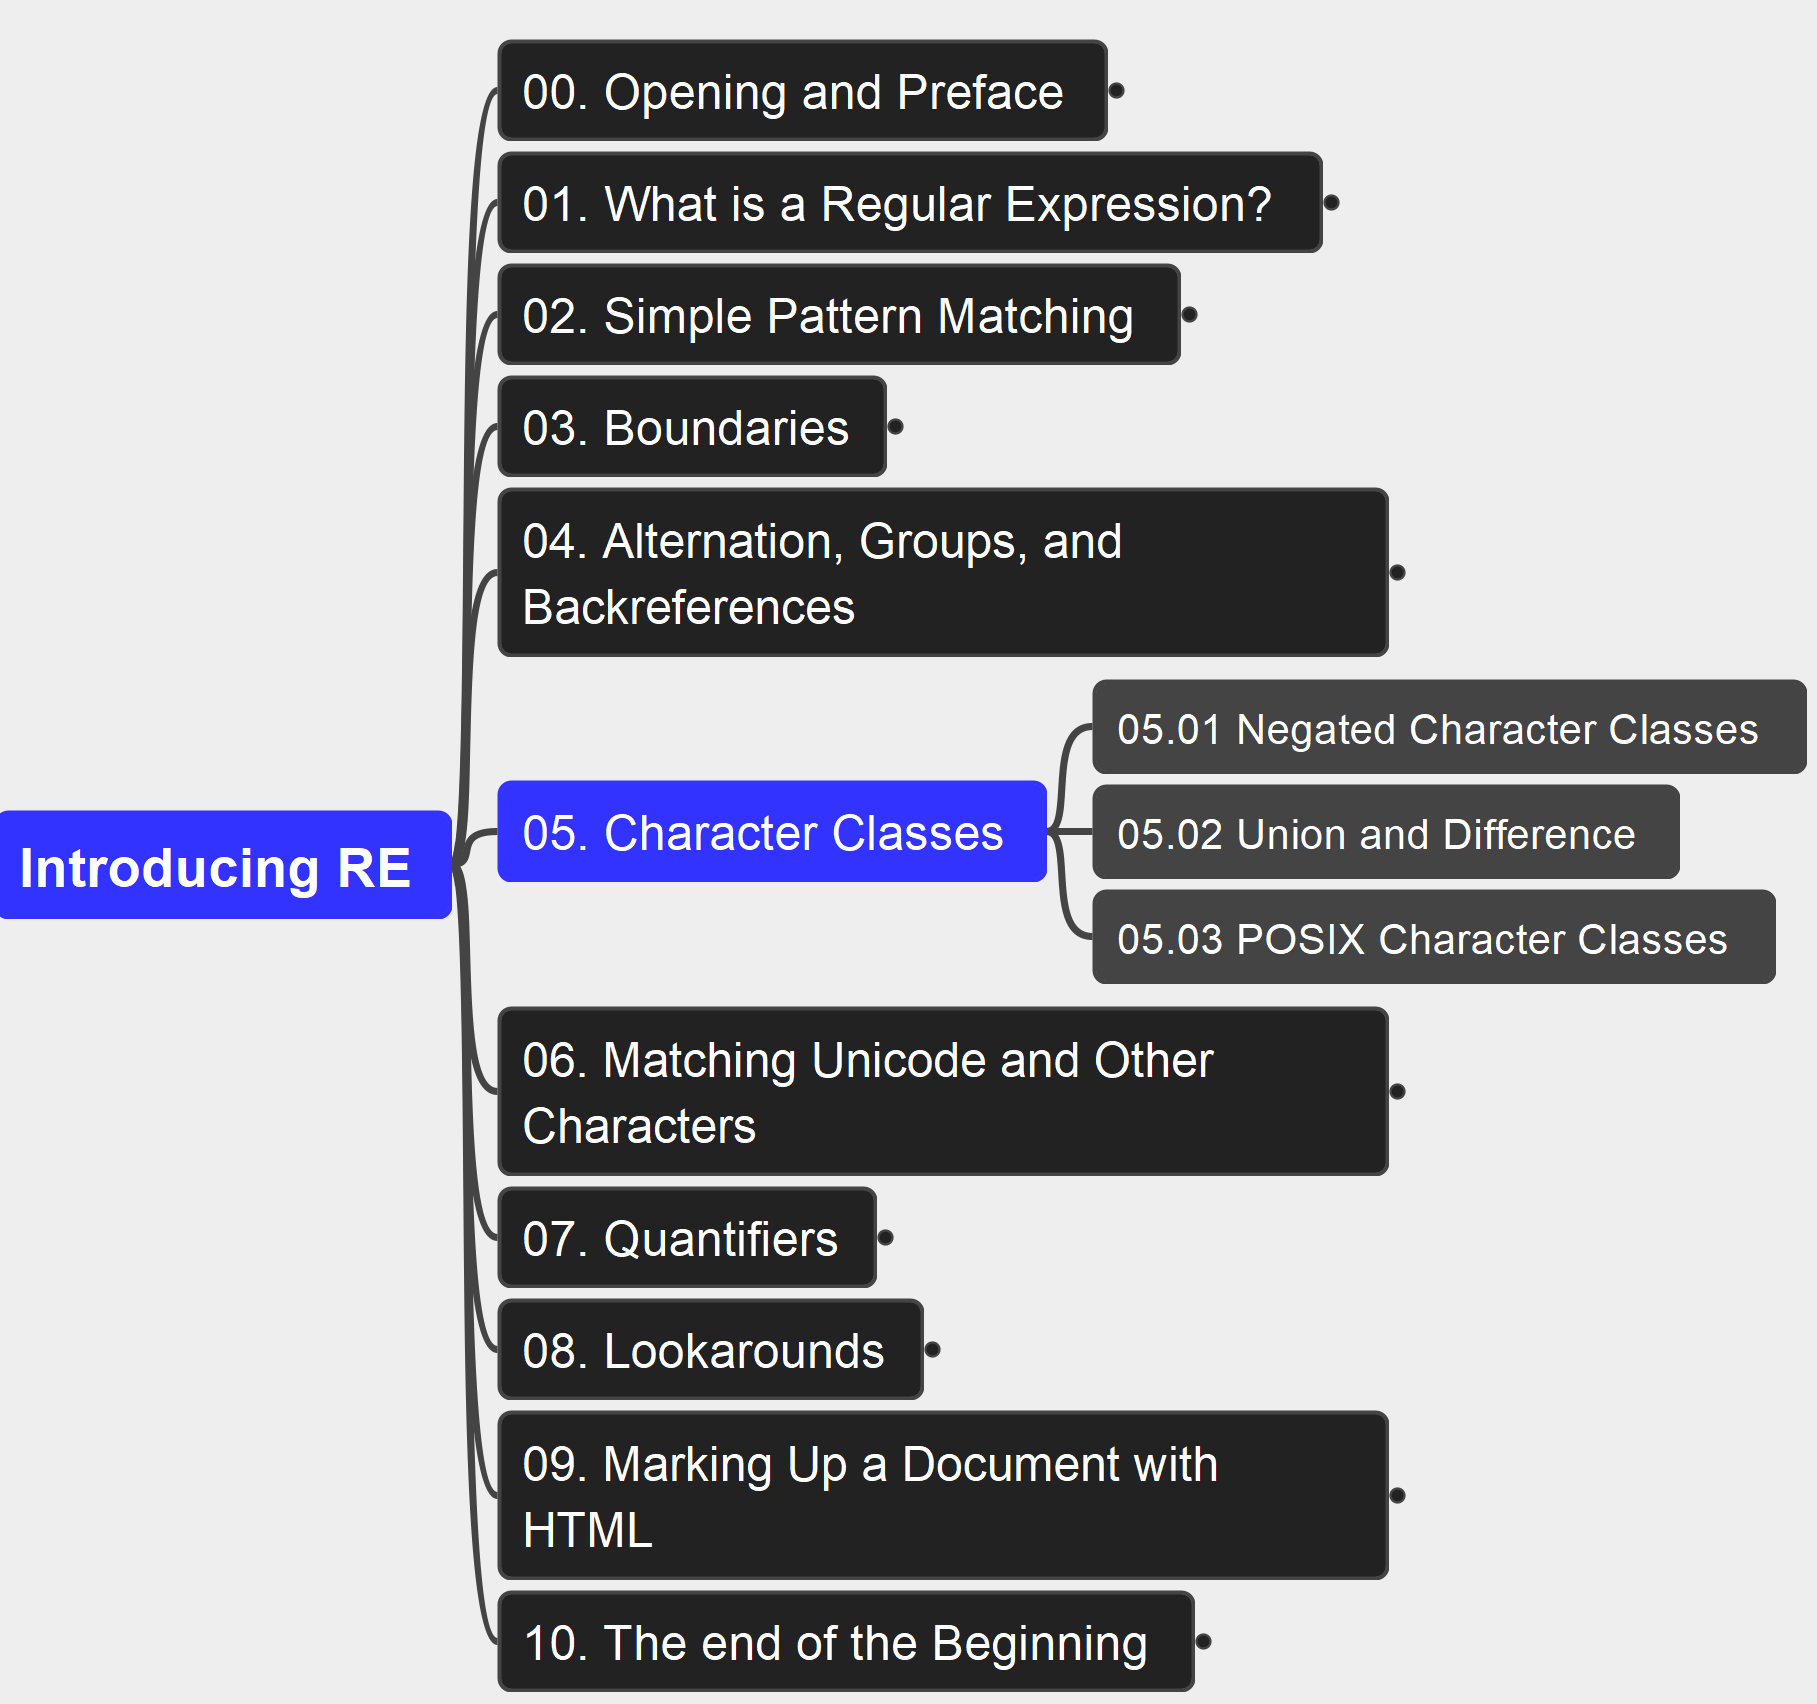 00. Opening and Preface
01. What is a Regular Expression?
02. Simple Pattern Matching
03. Boundaries
04. Alternation, Groups, and
Backreferences
Introducing RE
05. Character Classes
05.01 Negated Character Classes
05.02 Union and Difference
05.03 POSIX Character Classes
06. Matching Unicode and Other
Characters
07. Quantifiers
08. Lookarounds
09. Marking Up a Document with
HTML
10. The end of the Beginning